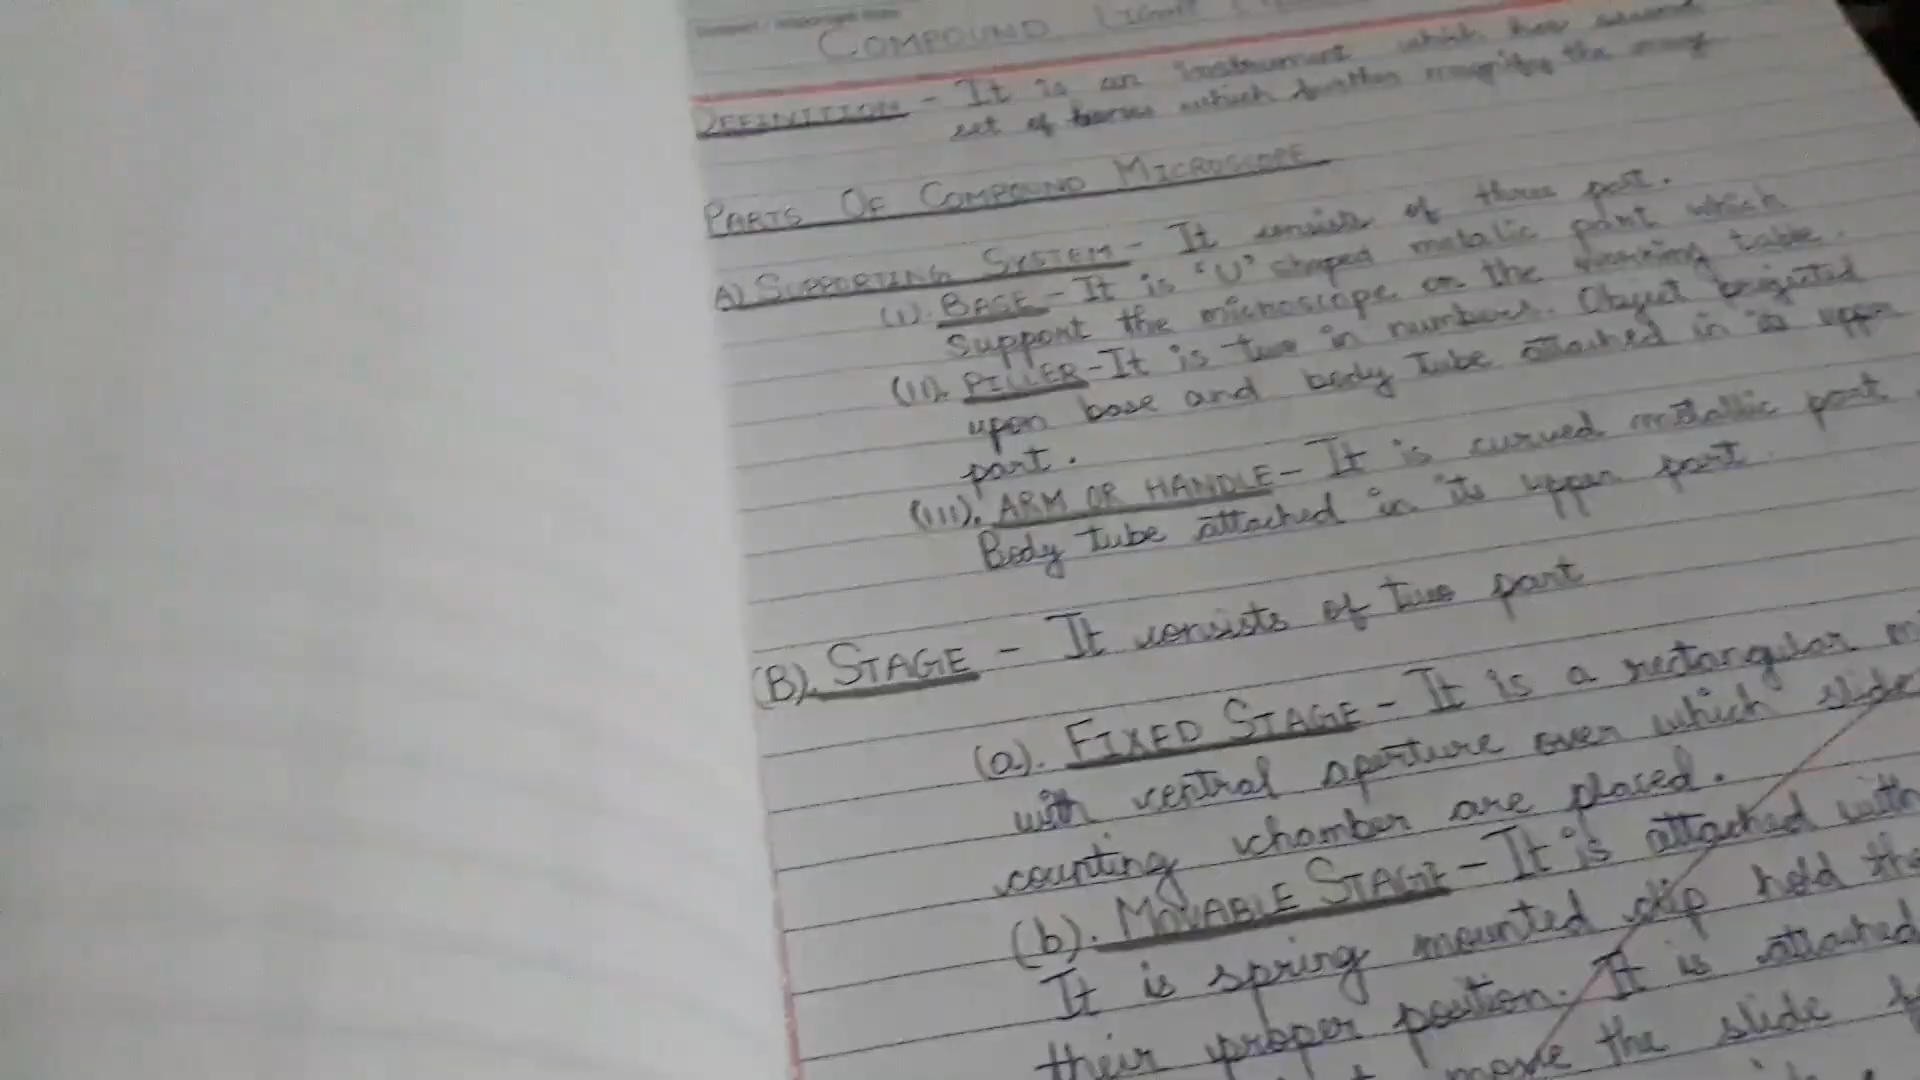 COMPOUND LIGHT
DEFINITION - It is an instrument which has second
set of which further magnify the
PARTS OF COMPOUND MICROSCOPE
A) SUPPORTING SYSTEM - It consists of three part.
(i). BASE - It is 'U' shaped metalic part which
Support the microscope on the working table.
(ii). PILLER - It is two in numbers. Object
upon base and body Tube attached in its upper
part.
(iii). ARM OR HANDLE - It is curved metallic part
Body tube attached in its upper part.
(B). STAGE - It consists of two part
(a). FIXED STAGE - It is a rectangular
with central aperture over which slide
counting chamber are placed.
(b). MOVABLE STAGE - It is attached with
It is spring mounted clip hold the
their proper position. It is attached
move the slide